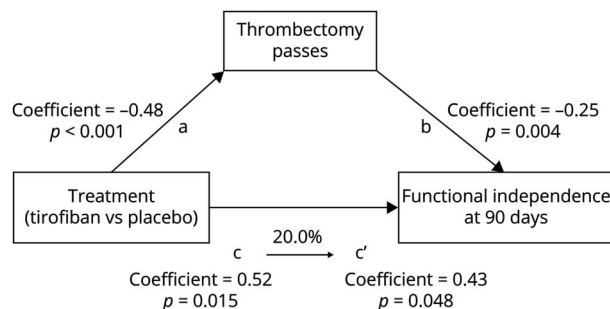 Thrombectomy
passes
Coefficient = –0.48
p < 0.001
a
b
Coefficient = –0.25
p = 0.004
Treatment
(tirofiban vs placebo)
Functional independence
at 90 days
20.0%
c
c’
Coefficient = 0.52
p = 0.015
Coefficient = 0.43
p = 0.048